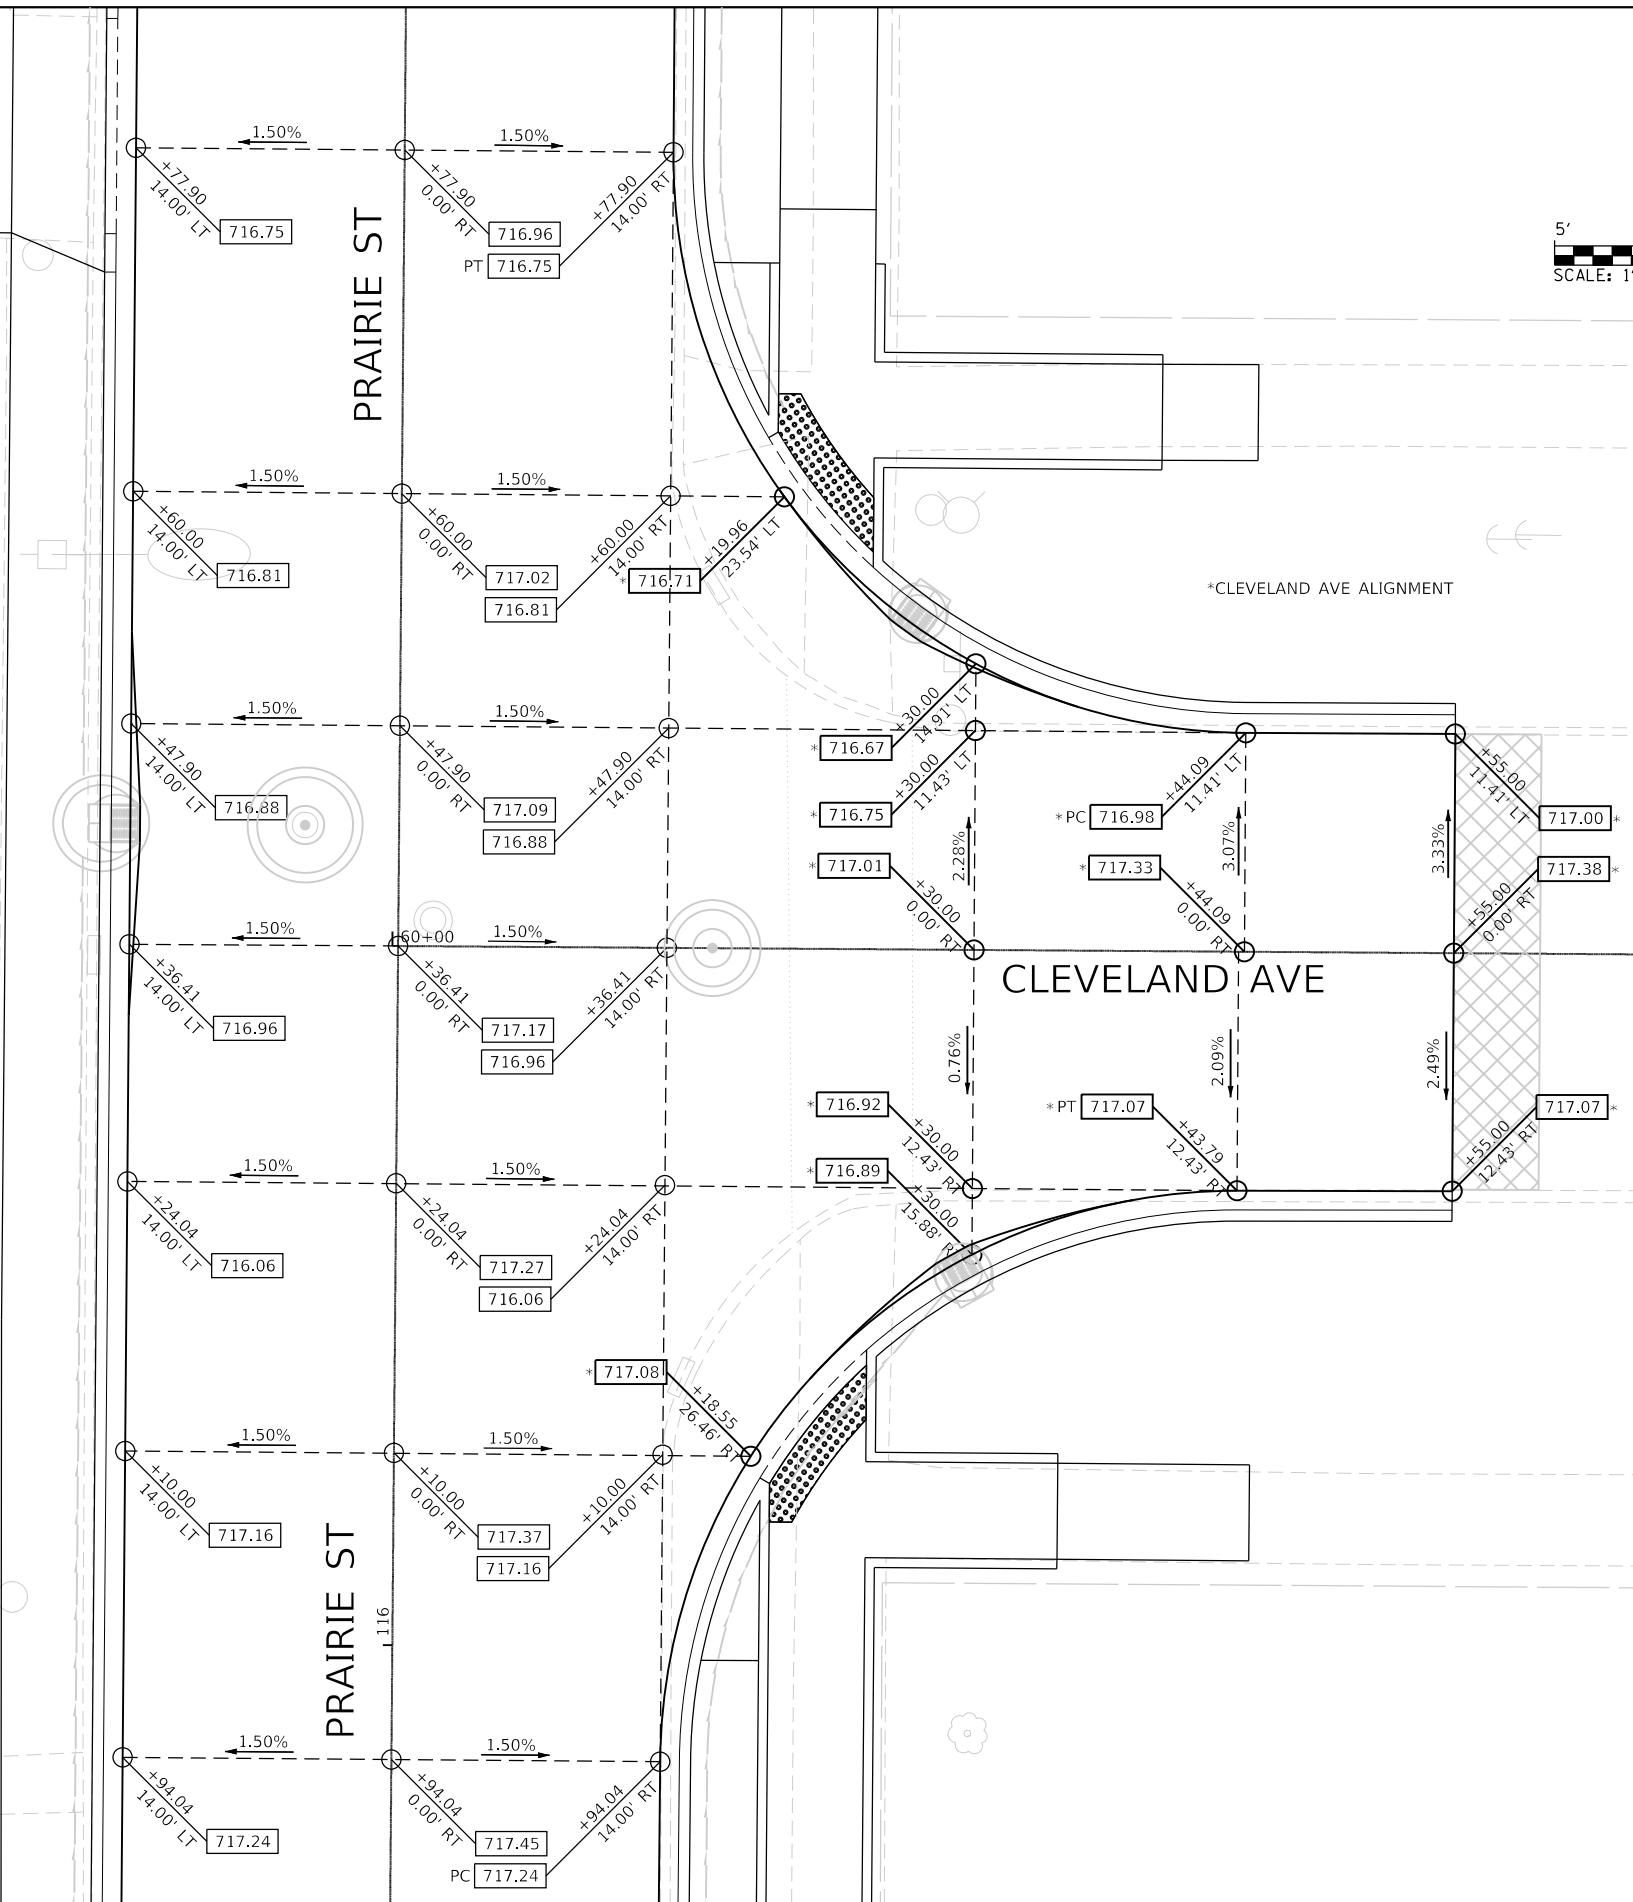 1.50%
1.50%
+77.90
14.00' LT
716.75
+77.90
0.00' RT
716.96
+77.90
14.00' RT
PT 716.75
PRAIRIE ST
5'
SCALE: 1"
1.50%
1.50%
+60.00
14.00' LT
716.81
+60.00
0.00' RT
717.02
+60.00
14.00' RT
716.81
+19.96
23.54' LT
* 716.71
*CLEVELAND AVE ALIGNMENT
1.50%
1.50%
+47.90
14.00' LT
716.88
+47.90
0.00' RT
717.09
+47.90
14.00' RT
716.88
+30.00
14.91' LT
* 716.67
+30.00
11.43' LT
* 716.75
+44.09
11.41' LT
* PC 716.98
+55.00
11.41' LT
717.00 *
2.28%
3.07%
3.33%
* 717.01
+30.00
0.00' RT
* 717.33
+44.09
0.00' RT
717.38 *
+55.00
0.00' RT
1.50%
60+00
1.50%
+36.41
14.00' LT
716.96
+36.41
0.00' RT
717.17
+36.41
14.00' RT
716.96
CLEVELAND AVE
0.76%
2.09%
2.49%
* 716.92
+30.00
12.43' RT
* PT 717.07
+43.79
12.43' RT
717.07 *
+55.00
12.43' RT
* 716.89
+30.00
15.88'
1.50%
1.50%
+24.04
14.00' LT
716.06
+24.04
0.00' RT
717.27
+24.04
14.00' RT
716.06
* 717.08
+18.55
26.46' RT
1.50%
1.50%
+10.00
14.00' LT
717.16
+10.00
0.00' RT
717.37
+10.00
14.00' RT
717.16
PRAIRIE ST
116
1.50%
1.50%
+94.04
14.00' LT
717.24
+94.04
0.00' RT
717.45
+94.04
14.00' RT
PC 717.24